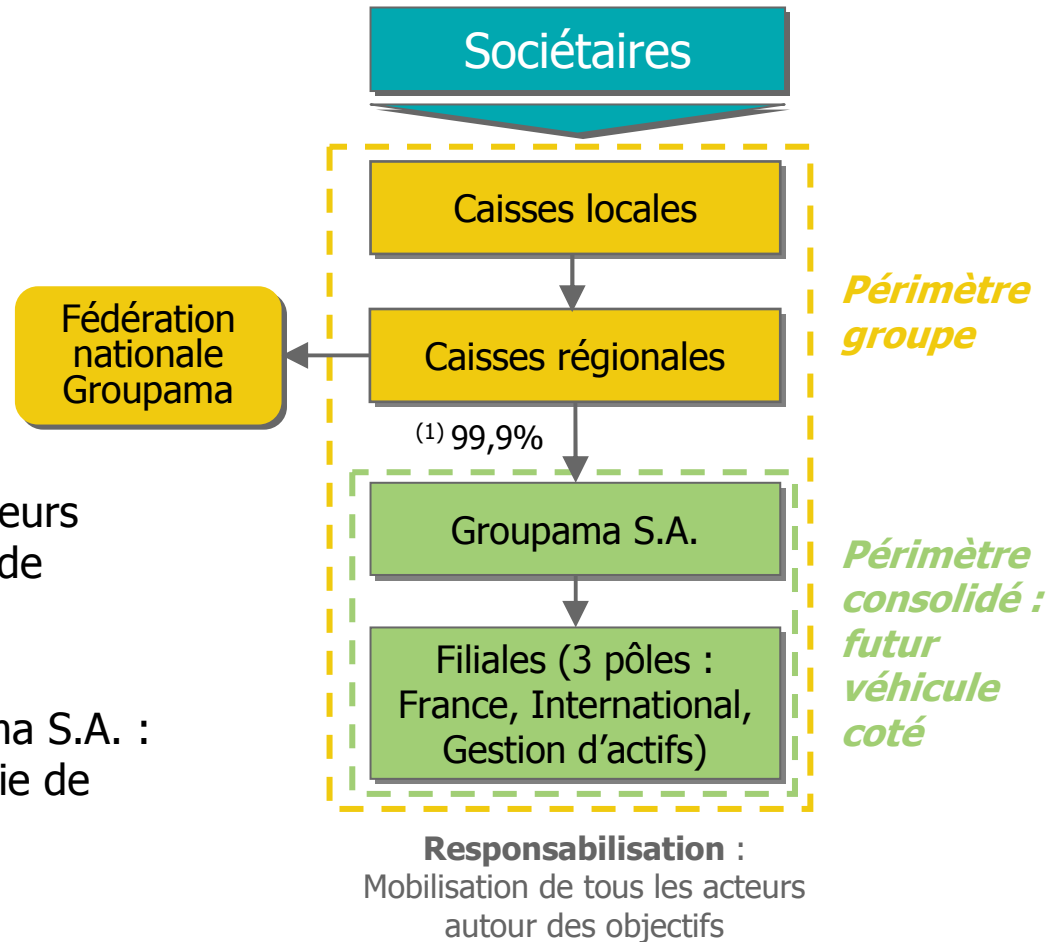 Sociétaires
Caisses locales
Périmètre
groupe
Fédération
nationale
Groupama
Caisses régionales
(1) 99,9%
eurs
de
Groupama S.A.
Périmètre
consolidé :
futur
véhicule
coté
Filiales (3 pôles :
France, International,
Gestion d’actifs)
na S.A. :
ie de
Responsabilisation :
Mobilisation de tous les acteurs
autour des objectifs